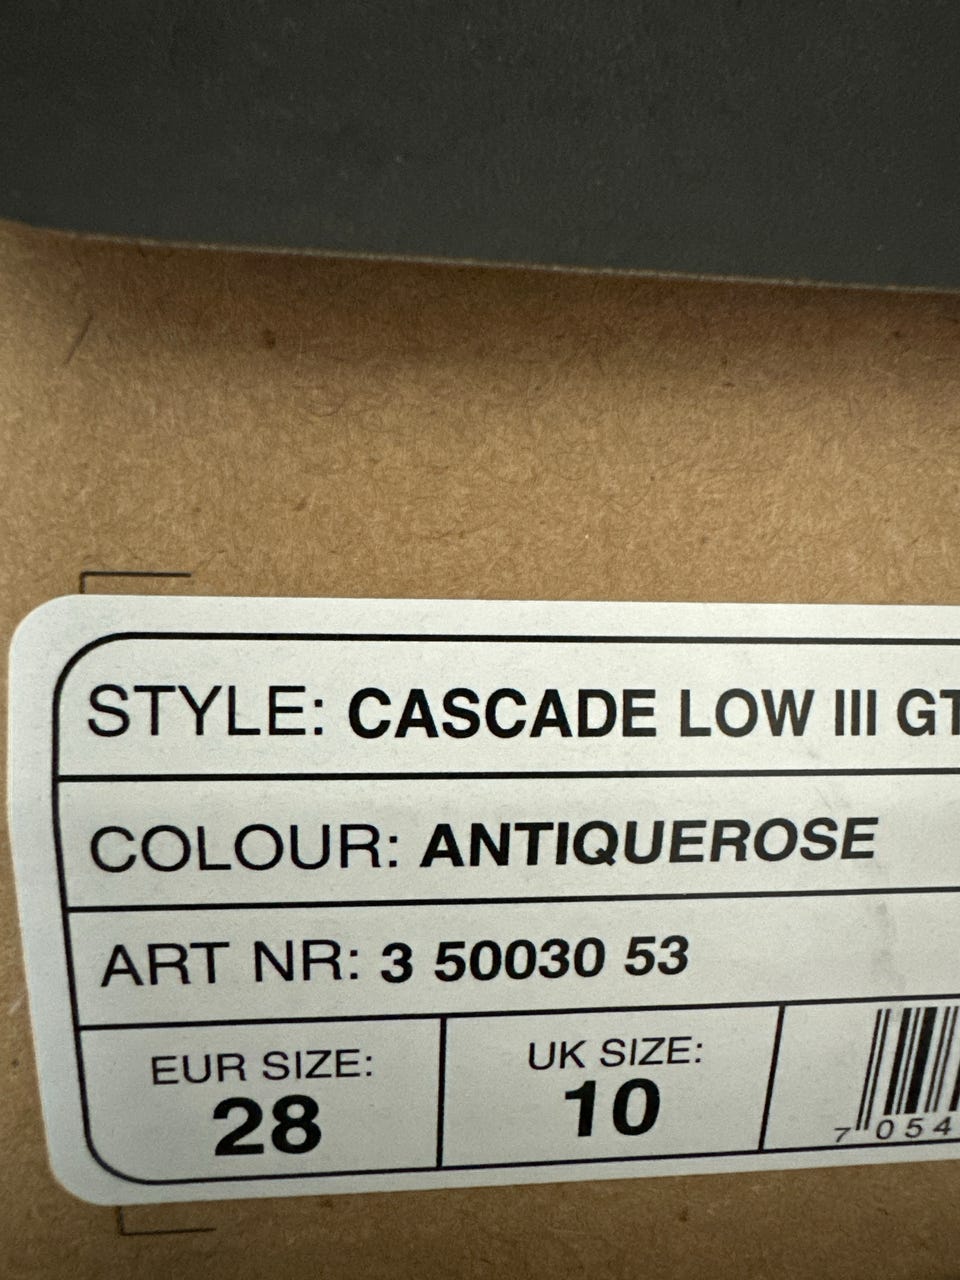 STYLE: CASCADE LOW III GT
COLOUR: ANTIQUEROSE
ART NR: 3 50030 53
EUR SIZE:
28
UK SIZE:
10
7 054